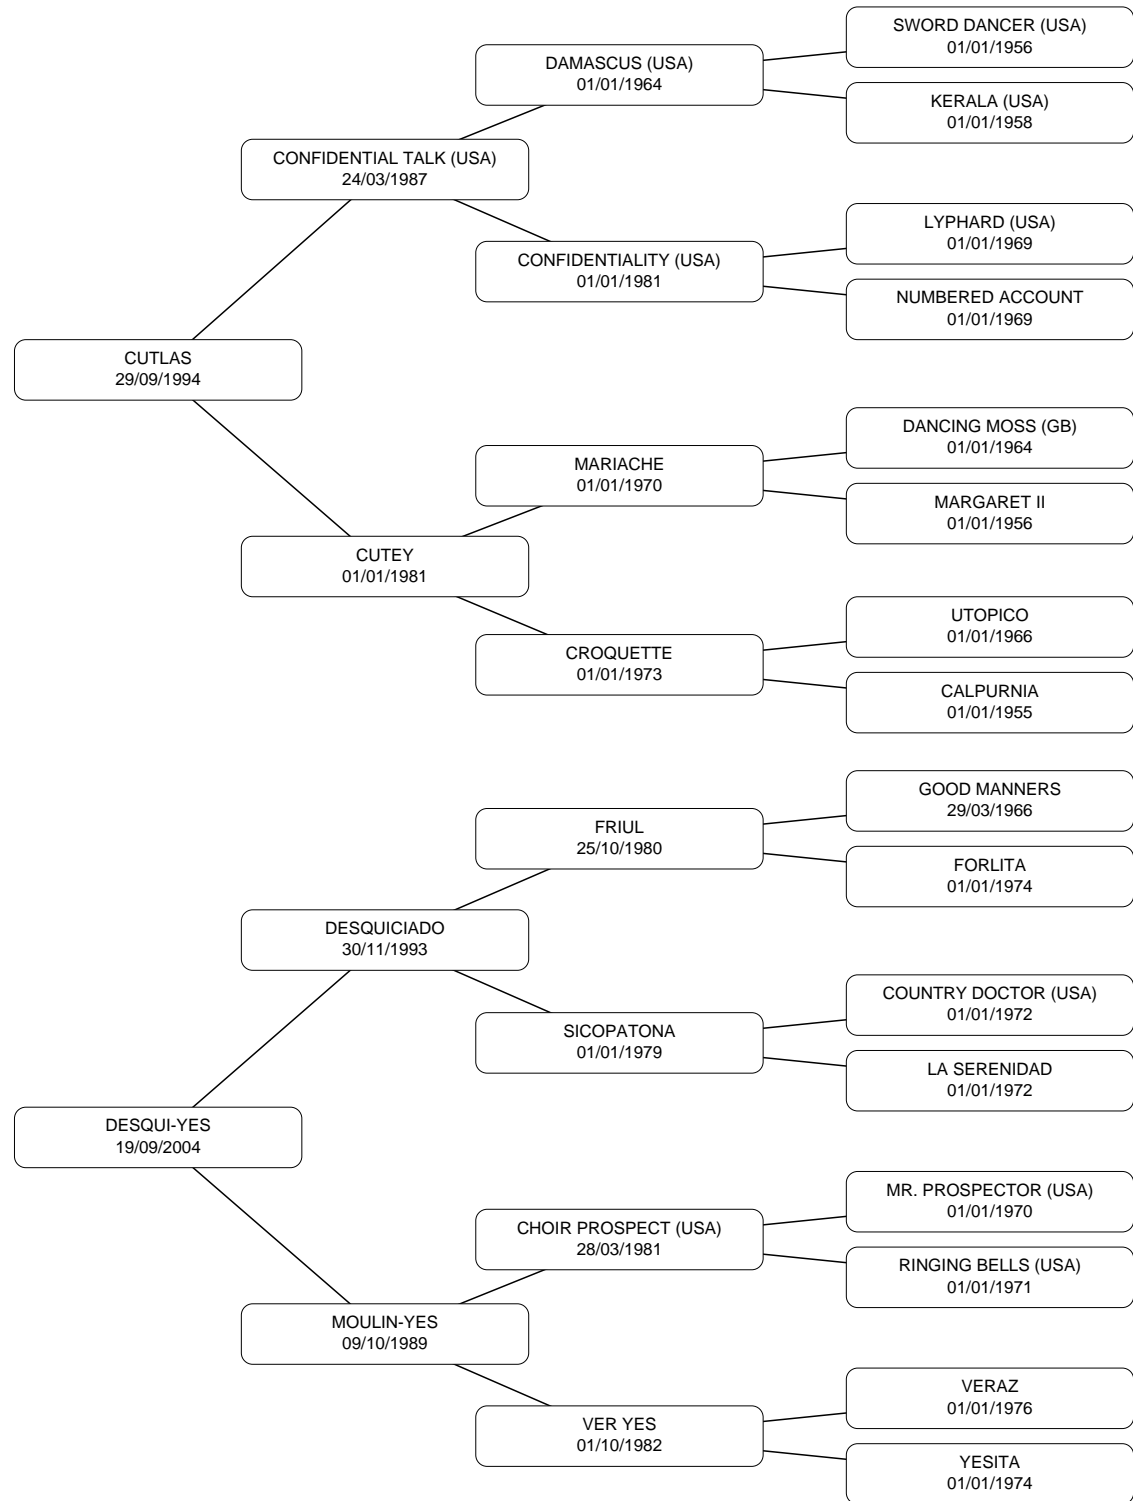 SWORD DANCER (USA)
01/01/1956
DAMASCUS (USA)
01/01/1964
KERALA (USA)
01/01/1958
CONFIDENTIAL TALK (USA)
24/03/1987
LYPHARD (USA)
01/01/1969
CONFIDENTIALITY (USA)
01/01/1981
NUMBERED ACCOUNT
01/01/1969
CUTLAS
29/09/1994
DANCING MOSS (GB)
01/01/1964
MARIACHE
01/01/1970
MARGARET II
01/01/1956
CUTEY
01/01/1981
UTOPICO
01/01/1966
CROQUETTE
01/01/1973
CALPURNIA
01/01/1955
GOOD MANNERS
29/03/1966
FRIUL
25/10/1980
FORLITA
01/01/1974
DESQUICIADO
30/11/1993
COUNTRY DOCTOR (USA)
01/01/1972
SICOPATONA
01/01/1979
LA SERENIDAD
01/01/1972
DESQUI-YES
19/09/2004
MR. PROSPECTOR (USA)
01/01/1970
CHOIR PROSPECT (USA)
28/03/1981
RINGING BELLS (USA)
01/01/1971
MOULIN-YES
09/10/1989
VERAZ
01/01/1976
VER YES
01/10/1982
YESITA
01/01/1974